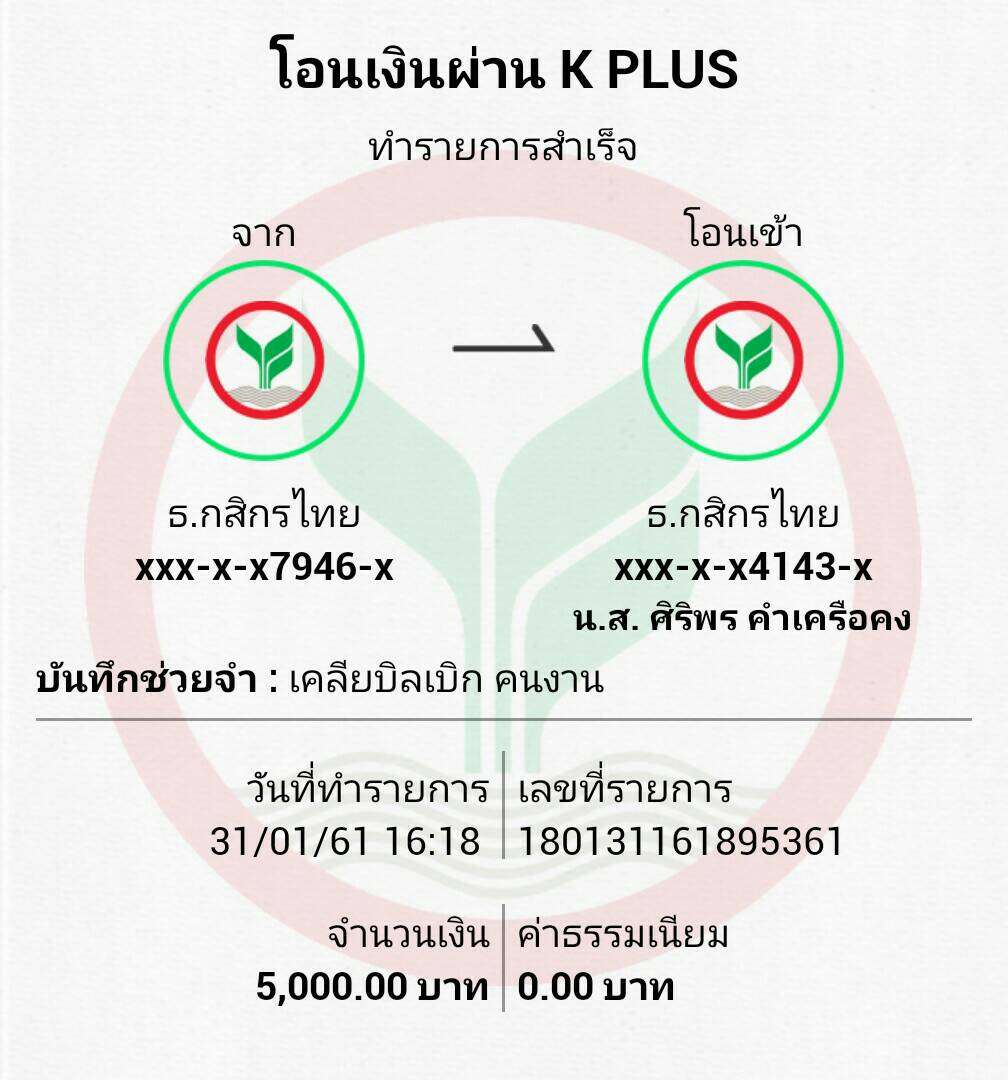 โอนเงินผ่าน K PLUS
ทำรายการสำเร็จ
จาก
โอนเข้า
ธ.กสิกรไทย
xxx-x-x7946-x
ธ.กสิกรไทย
xxx-x-x4143-x
น.ส. ศิริพร คำเครือคง
บันทึกช่วยจำ : เคลียบิลเบิก คนงาน
วันที่ทำรายการ
31/01/61 16:18
เลขที่รายการ
180131161895361
จำนวนเงิน
5,000.00 บาท
ค่าธรรมเนียม
0.00 บาท